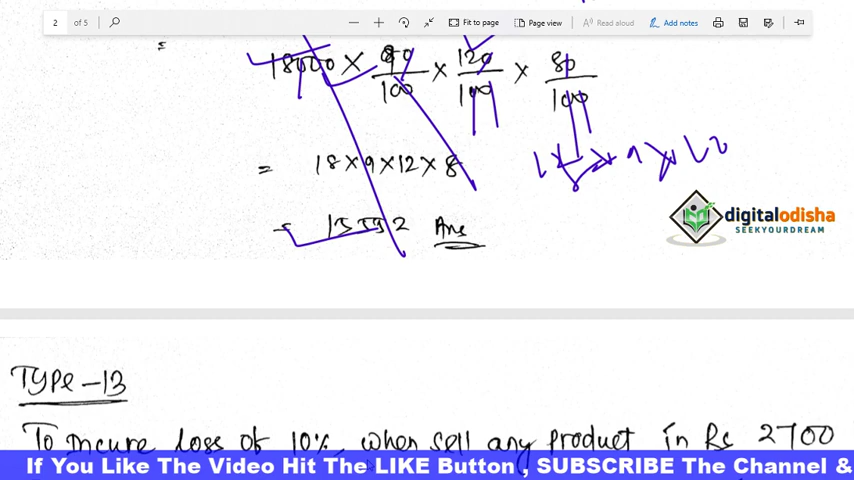 2 of 5 Fit to page Page view Read aloud Add notes
18000 × 90/100 × 120/100 × 80/100
= 18×9×12×8
= 15552 Ans
digitalodisha
SEEKYOURDREAM
TYPe-13
To incure loss of 10%, when sell any product in Rs 2700
If You Like The Video Hit The LIKE Button , SUBSCRIBE The Channel &